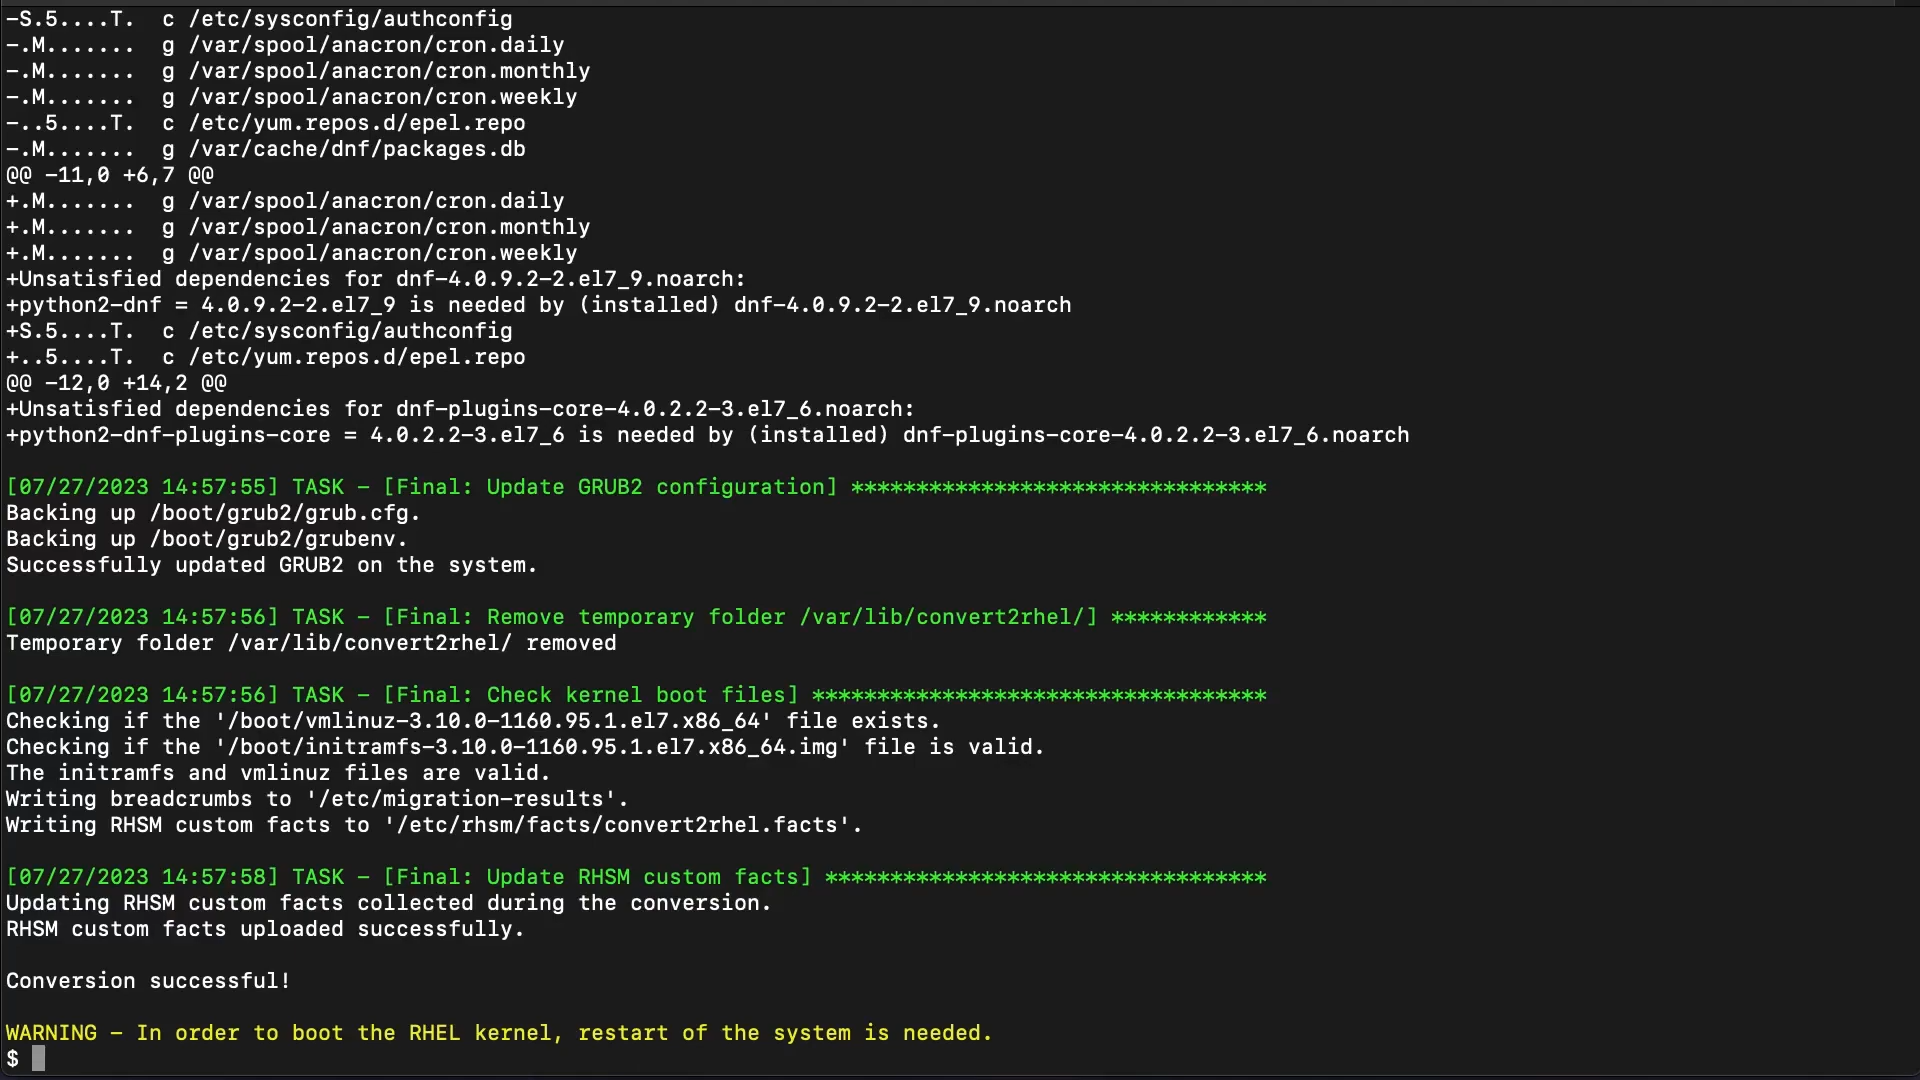 -S.5....T.  c /etc/sysconfig/authconfig
-.M.......  g /var/spool/anacron/cron.daily
-.M.......  g /var/spool/anacron/cron.monthly
-.M.......  g /var/spool/anacron/cron.weekly
-..5....T.  c /etc/yum.repos.d/epel.repo
-.M.......  g /var/cache/dnf/packages.db
@@ -11,0 +6,7 @@
+.M.......  g /var/spool/anacron/cron.daily
+.M.......  g /var/spool/anacron/cron.monthly
+.M.......  g /var/spool/anacron/cron.weekly
+Unsatisfied dependencies for dnf-4.0.9.2-2.el7_9.noarch:
+python2-dnf = 4.0.9.2-2.el7_9 is needed by (installed) dnf-4.0.9.2-2.el7_9.noarch
+S.5....T.  c /etc/sysconfig/authconfig
+..5....T.  c /etc/yum.repos.d/epel.repo
@@ -12,0 +14,2 @@
+Unsatisfied dependencies for dnf-plugins-core-4.0.2.2-3.el7_6.noarch:
+python2-dnf-plugins-core = 4.0.2.2-3.el7_6 is needed by (installed) dnf-plugins-core-4.0.2.2-3.el7_6.noarch
[07/27/2023 14:57:55] TASK - [Final: Update GRUB2 configuration] ********************************
Backing up /boot/grub2/grub.cfg.
Backing up /boot/grub2/grubenv.
Successfully updated GRUB2 on the system.
[07/27/2023 14:57:56] TASK - [Final: Remove temporary folder /var/lib/convert2rhel/] ************
Temporary folder /var/lib/convert2rhel/ removed
[07/27/2023 14:57:56] TASK - [Final: Check kernel boot files] ***********************************
Checking if the '/boot/vmlinuz-3.10.0-1160.95.1.el7.x86_64' file exists.
Checking if the '/boot/initramfs-3.10.0-1160.95.1.el7.x86_64.img' file is valid.
The initramfs and vmlinuz files are valid.
Writing breadcrumbs to '/etc/migration-results'.
Writing RHSM custom facts to '/etc/rhsm/facts/convert2rhel.facts'.
[07/27/2023 14:57:58] TASK - [Final: Update RHSM custom facts] **********************************
Updating RHSM custom facts collected during the conversion.
RHSM custom facts uploaded successfully.
Conversion successful!
WARNING - In order to boot the RHEL kernel, restart of the system is needed.
$